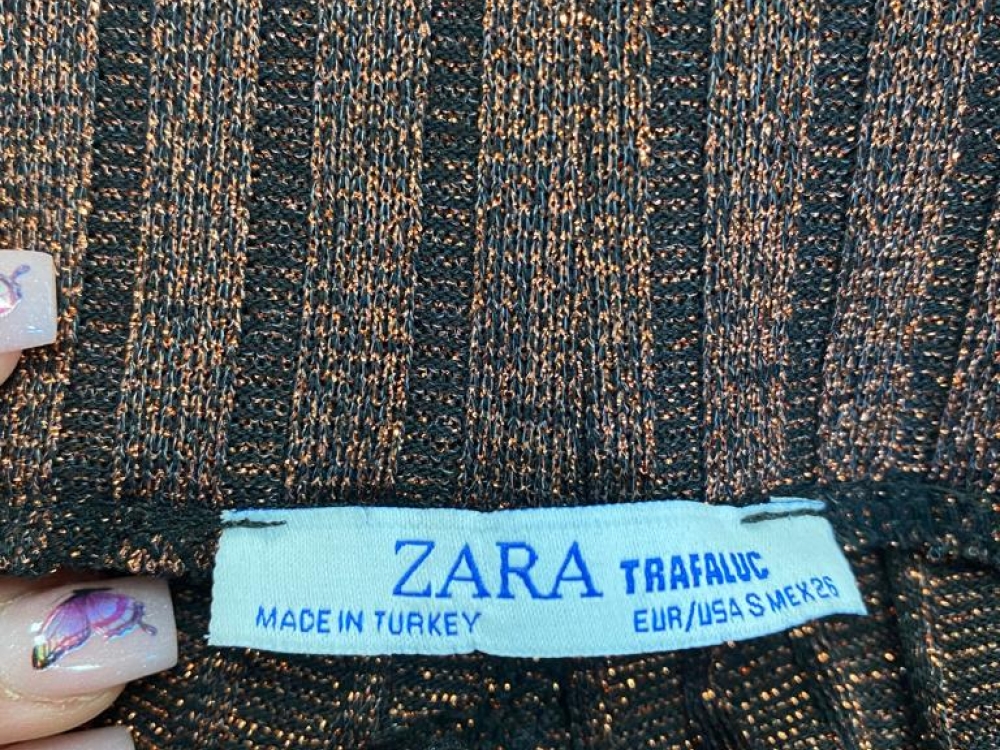 ZARA TRAFALUC
MADE IN TURKEY EUR/USA S MEX 26